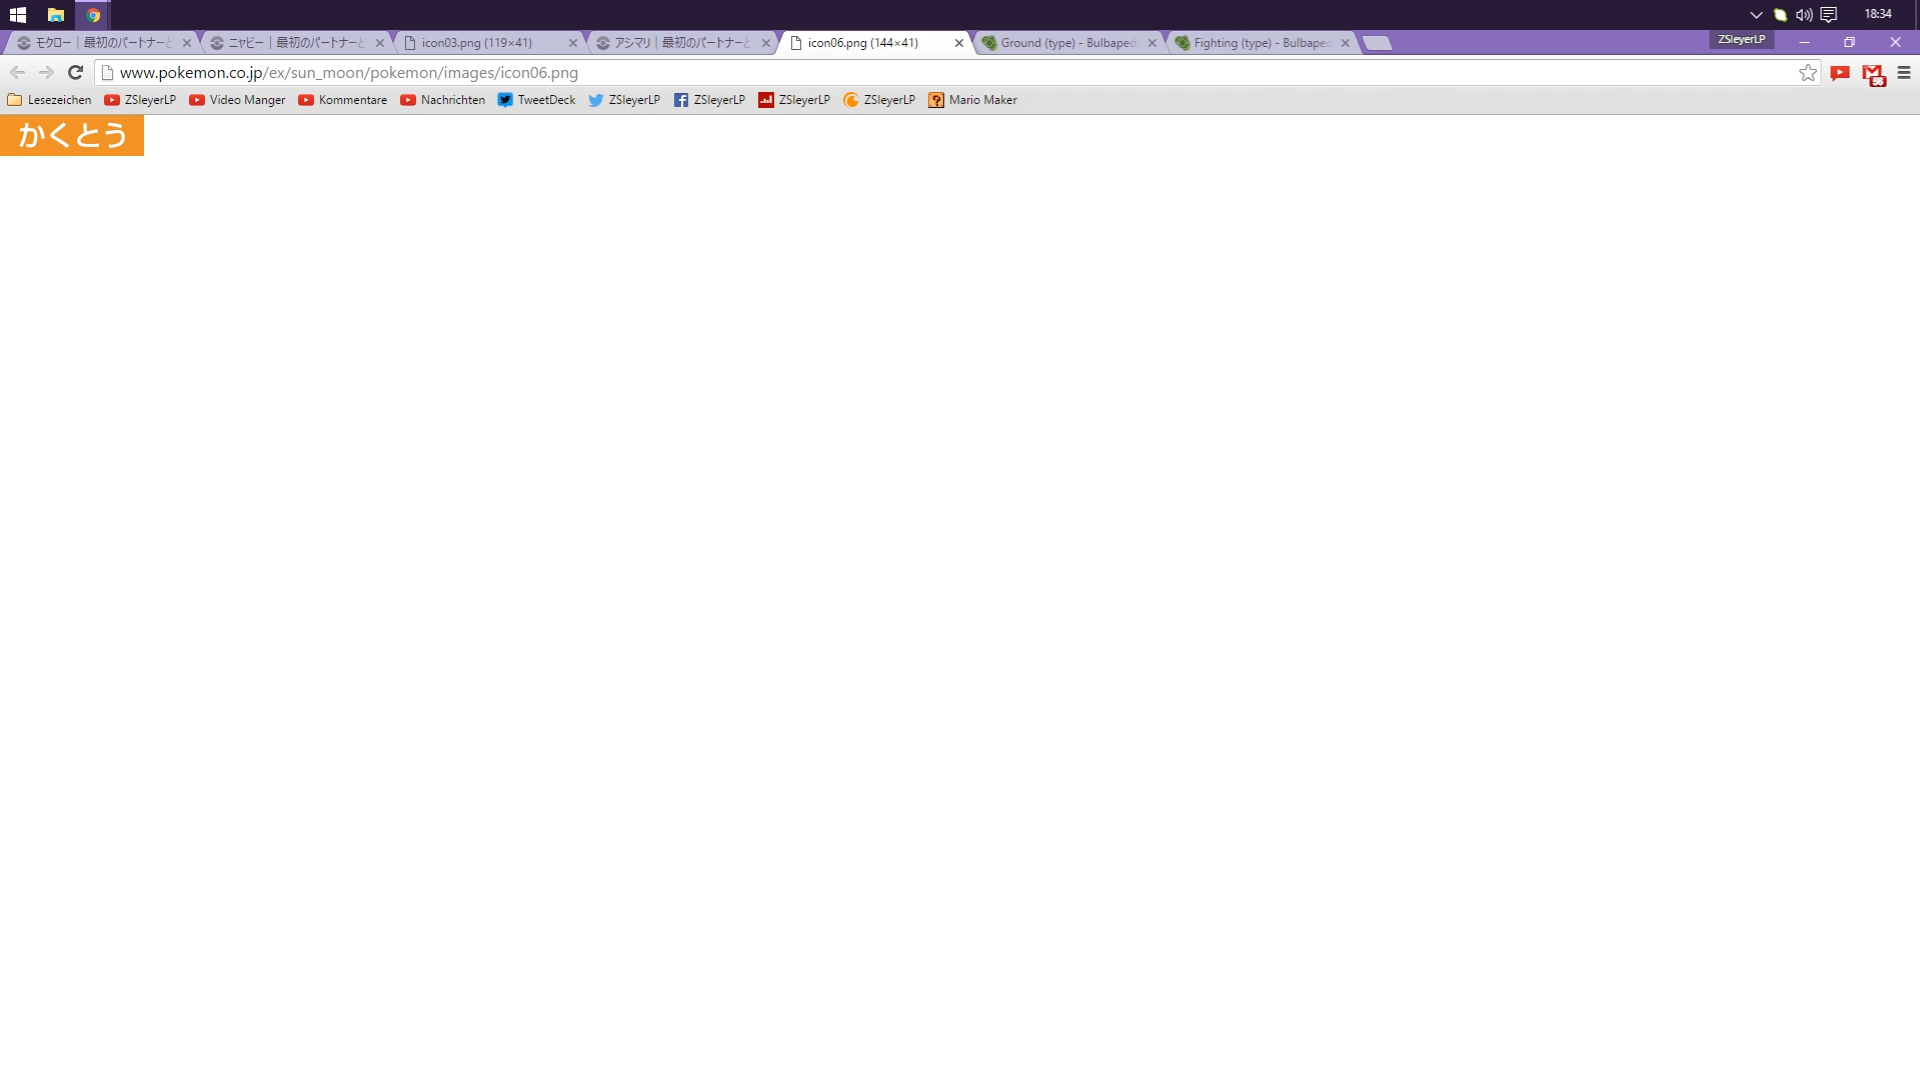 18:34
モクロー｜最初のパートナーと
ニャビー｜最初のパートナーと
icon03.png (119×41)
アシマリ｜最初のパートナーと
icon06.png (144×41)
Ground (type) - Bulbaped
Fighting (type) - Bulbaped
ZSleyerLP
www.pokemon.co.jp/ex/sun_moon/pokemon/images/icon06.png
56
Lesezeichen
ZSleyerLP
Video Manger
Kommentare
Nachrichten
TweetDeck
ZSleyerLP
ZSleyerLP
ZSleyerLP
ZSleyerLP
Mario Maker
かくとう